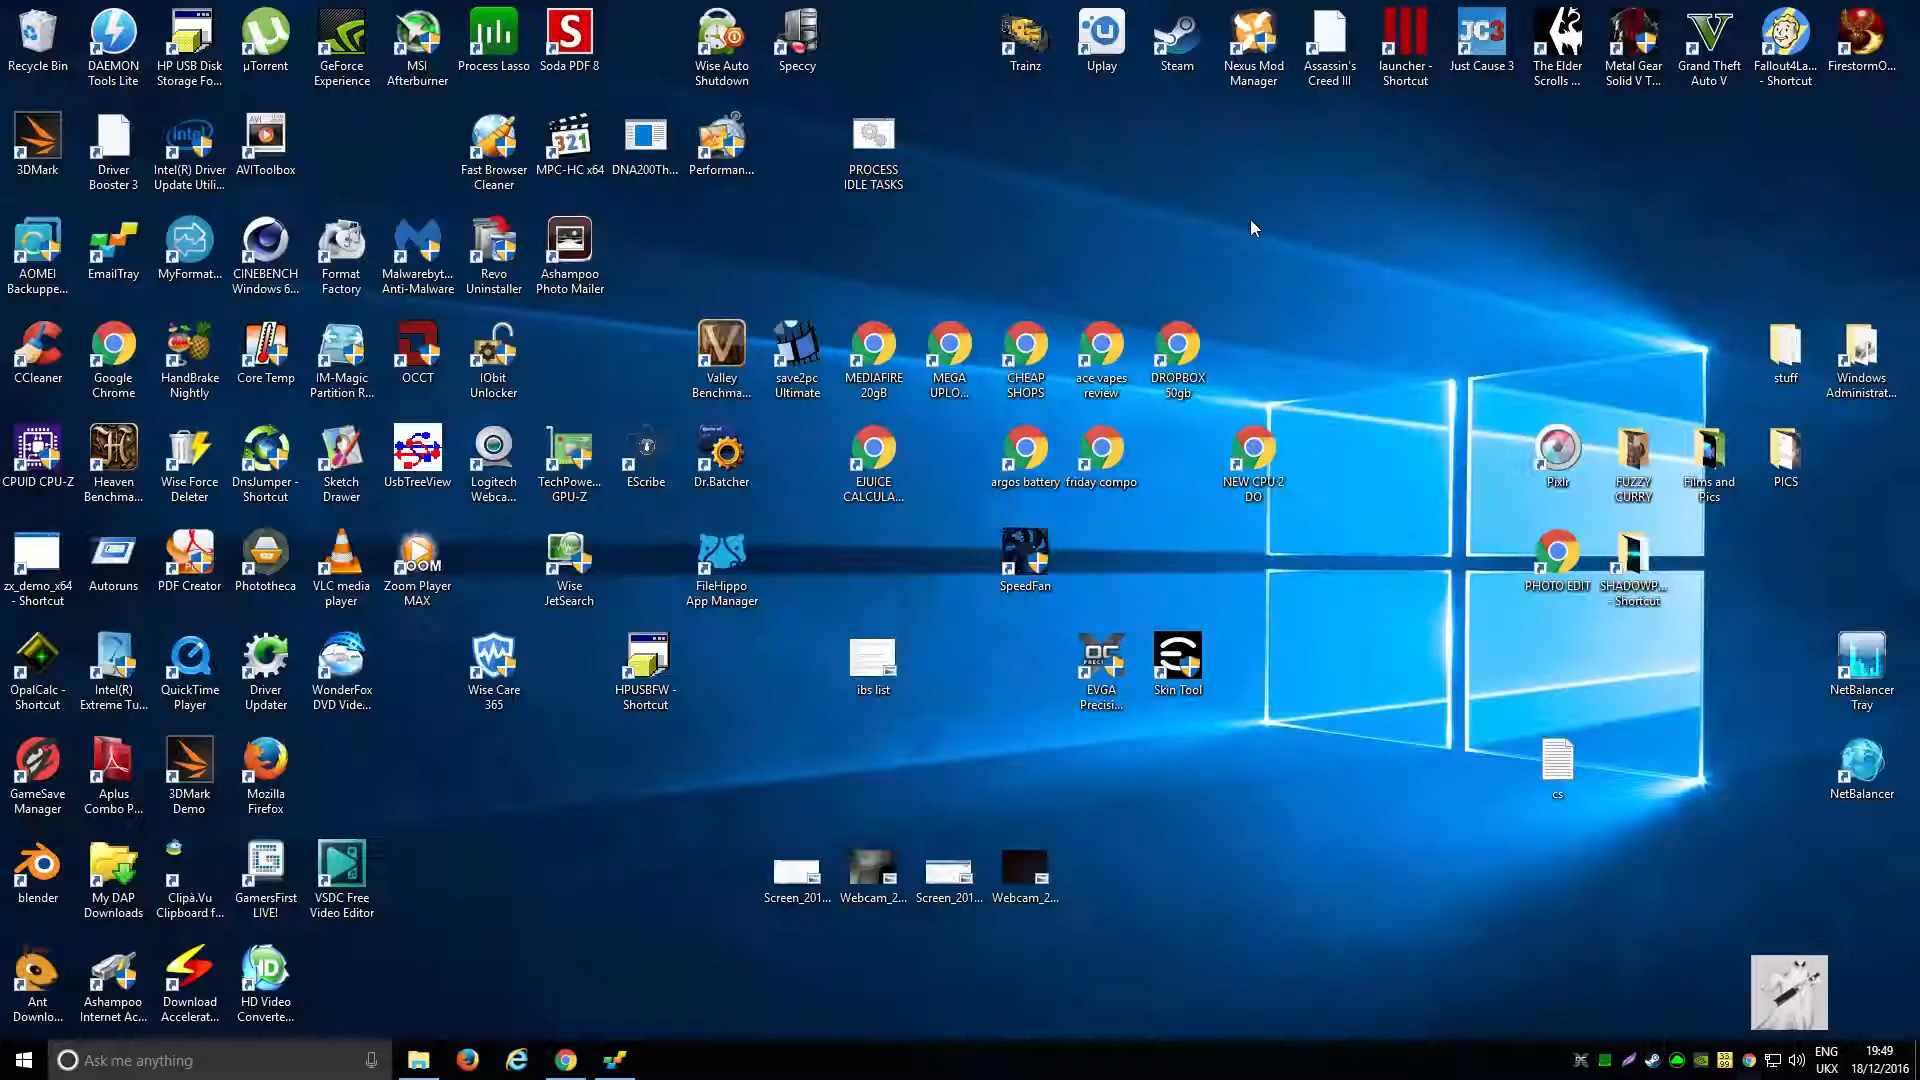 Recycle Bin
DAEMON
Tools Lite
HP USB Disk
Storage Fo...
µTorrent
GeForce
Experience
MSI
Afterburner
Process Lasso
Soda PDF 8
Wise Auto
Shutdown
Speccy
Trainz
Uplay
Steam
Nexus Mod
Manager
Assassin's
Creed III
launcher -
Shortcut
JC3
Just Cause 3
The Elder
Scrolls ...
Metal Gear
Solid V T...
Grand Theft
Auto V
Fallout4La...
- Shortcut
FirestormO...
3DMark
Driver
Booster 3
Intel(R) Driver
Update Utili...
AVIToolbox
Fast Browser
Cleaner
321
MPC-HC x64
DNA200Th...
Performan...
PROCESS
IDLE TASKS
AOMEI
Backuppe...
EmailTray
MyFormat...
CINEBENCH
Windows 6...
Format
Factory
Malwarebyt...
Anti-Malware
Revo
Uninstaller
Ashampoo
Photo Mailer
CCleaner
Google
Chrome
HandBrake
Nightly
Core Temp
IM-Magic
Partition R...
OCCT
IObit
Unlocker
Valley
Benchma...
save2pc
Ultimate
MEDIAFIRE
20gB
MEGA
UPLO...
CHEAP
SHOPS
ace vapes
review
DROPBOX
50gb
stuff
Windows
Administrat...
CPUID CPU-Z
Heaven
Benchma...
Wise Force
Deleter
DnsJumper -
Shortcut
Sketch
Drawer
UsbTreeView
Logitech
Webca...
TechPowe...
GPU-Z
EScribe
Dr.Batcher
EJUICE
CALCULA...
argos battery
friday compo
NEW CPU 2
DO
Pixlr
FUZZY
CURRY
Films and
Pics
PICS
zx_demo_x64
- Shortcut
Autoruns
PDF Creator
Phototheca
VLC media
player
Zoom Player
MAX
Wise
JetSearch
FileHippo
App Manager
SpeedFan
PHOTO EDIT
SHADOWP...
- Shortcut
OpalCalc -
Shortcut
Intel(R)
Extreme Tu...
QuickTime
Player
Driver
Updater
WonderFox
DVD Vide...
Wise Care
365
HPUSBFW -
Shortcut
ibs list
EVGA
Precisi...
Skin Tool
NetBalancer
Tray
GameSave
Manager
Aplus
Combo P...
3DMark
Demo
Mozilla
Firefox
cs
NetBalancer
blender
My DAP
Downloads
Clipà.Vu
Clipboard f...
GamersFirst
LIVE!
VSDC Free
Video Editor
Screen_201...
Webcam_2...
Screen_201...
Webcam_2...
Ant
Downlo...
Ashampoo
Internet Ac...
Download
Accelerat...
HD Video
Converte...
Ask me anything
ENG
UKX
19:49
18/12/2016